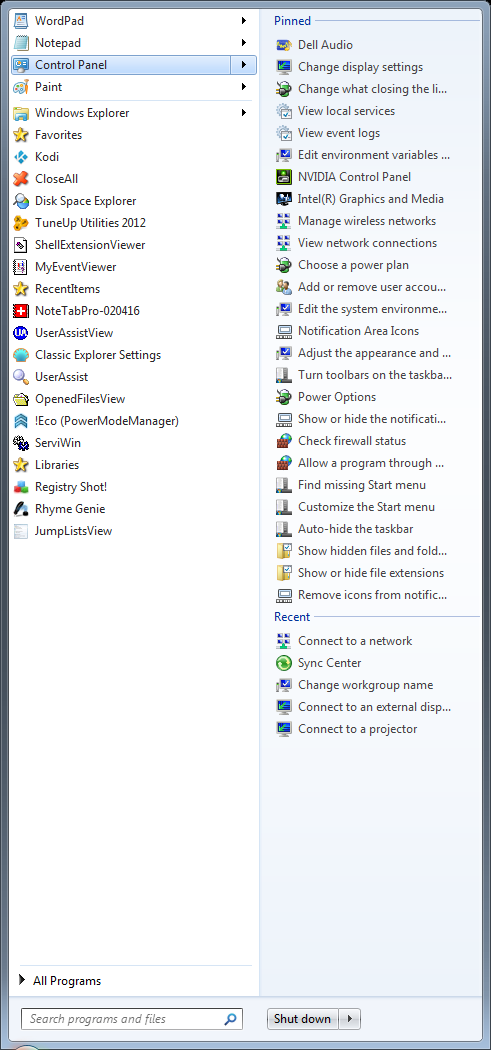 WordPad
Notepad
Control Panel
Paint
Windows Explorer
Favorites
Kodi
CloseAll
Disk Space Explorer
TuneUp Utilities 2012
ShellExtensionViewer
MyEventViewer
RecentItems
NoteTabPro-020416
UA
UserAssistView
Classic Explorer Settings
UserAssist
OpenedFilesView
!Eco (PowerModeManager)
ServiWin
Libraries
Registry Shot!
Rhyme Genie
JumpListsView
All Programs
Search programs and files
Pinned
Dell Audio
Change display settings
Change what closing the li...
View local services
View event logs
Edit environment variables ...
NVIDIA Control Panel
Intel(R) Graphics and Media
Manage wireless networks
View network connections
Choose a power plan
Add or remove user accou...
Edit the system environme...
Notification Area Icons
Adjust the appearance and ...
Turn toolbars on the taskba...
Power Options
Show or hide the notificati...
Check firewall status
Allow a program through ...
Find missing Start menu
Customize the Start menu
Auto-hide the taskbar
Show hidden files and fold...
Show or hide file extensions
Remove icons from notific...
Recent
Connect to a network
Sync Center
Change workgroup name
Connect to an external disp...
Connect to a projector
Shut down